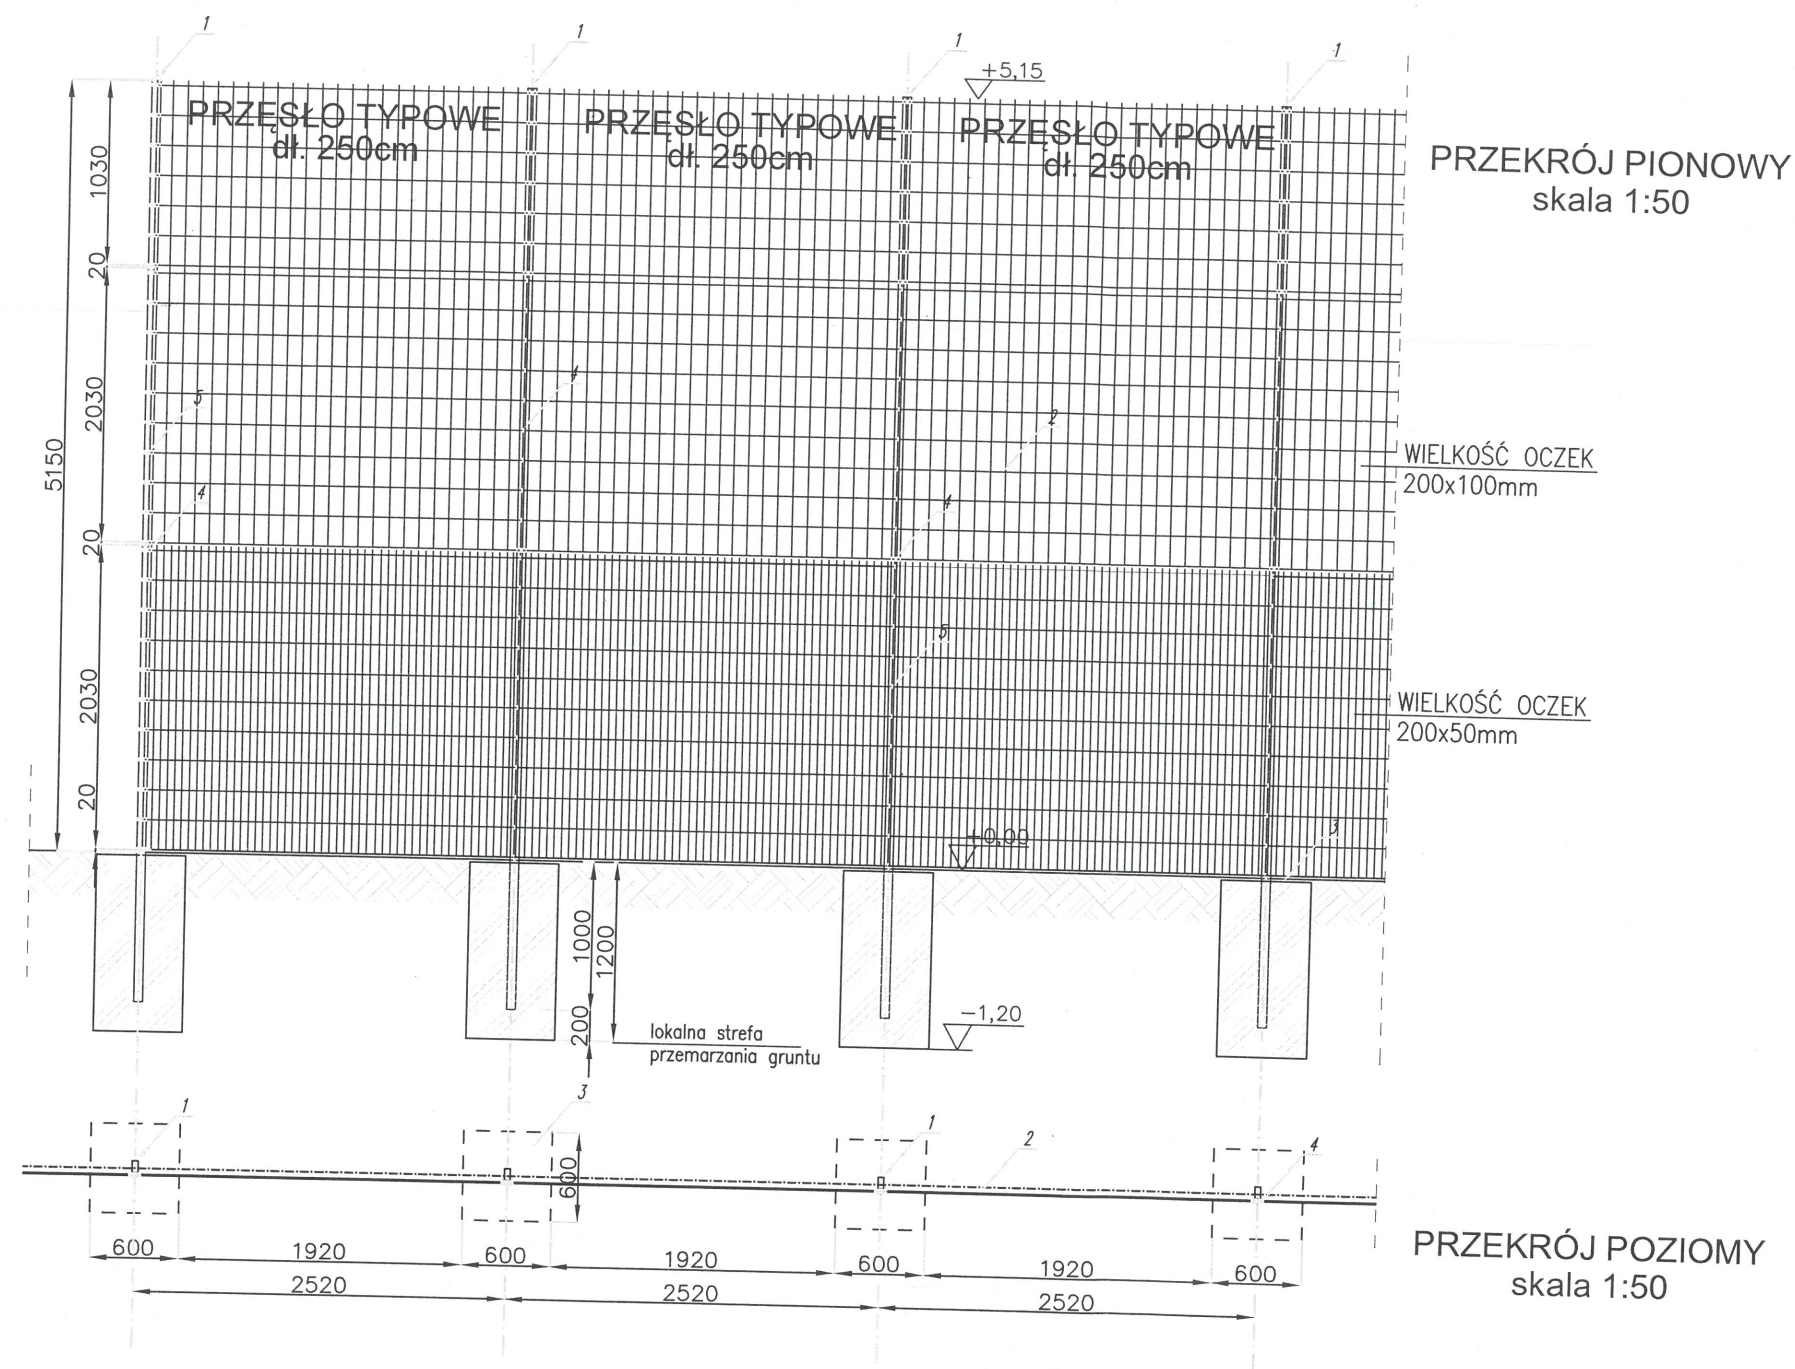 1
1
1
1
+5,15
PRZĘSŁO TYPOWE
dł. 250cm
PRZĘSŁO TYPOWE
dł. 250cm
PRZĘSŁO TYPOWE
dł. 250cm
PRZEKRÓJ PIONOWY
skala 1:50
1030
20
2030
5150
20
2030
20
5
4
4
2
4
5
3
WIELKOŚĆ OCZEK
200x100mm
WIELKOŚĆ OCZEK
200x50mm
+0,00
1000
1200
200
-1,20
lokalna strefa
przemarzania gruntu
1
3
1
2
4
600
600
1920
600
1920
600
1920
600
2520
2520
2520
PRZEKRÓJ POZIOMY
skala 1:50